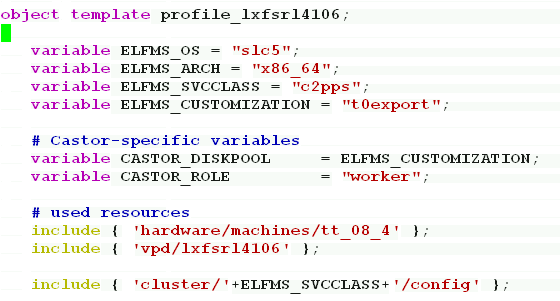 object template profile_lxfsrl4106;
variable ELFMS_OS = "slc5";
variable ELFMS_ARCH = "x86_64";
variable ELFMS_SVCCLASS = "c2pps";
variable ELFMS_CUSTOMIZATION = "t0export";
# Castor-specific variables
variable CASTOR_DISKPOOL = ELFMS_CUSTOMIZATION;
variable CASTOR_ROLE = "worker";
# used resources
include { 'hardware/machines/tt_08_4' };
include { 'vpd/lxfsrl4106' };
include { 'cluster/'+ELFMS_SVCCLASS+'/config' };